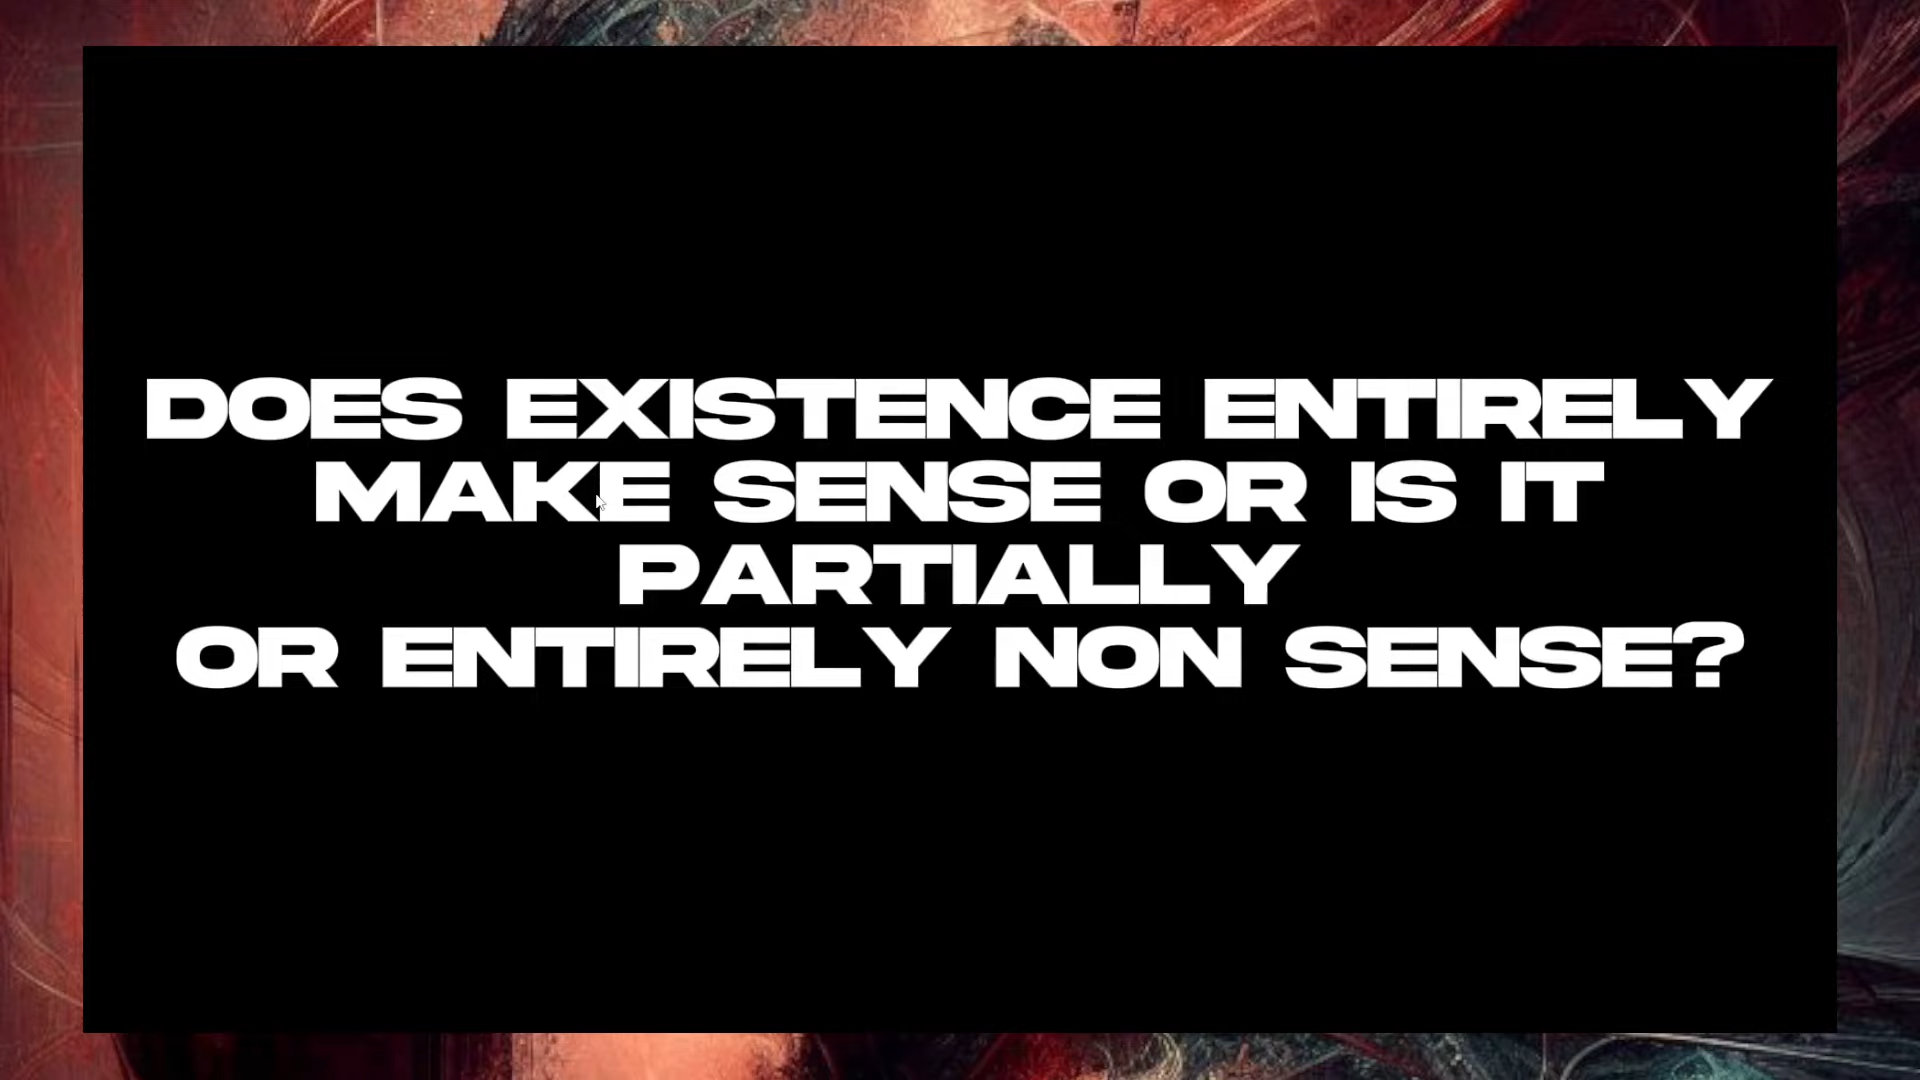 DOES EXISTENCE ENTIRELY
MAKE SENSE OR IS IT
PARTIALLY
OR ENTIRELY NON SENSE?